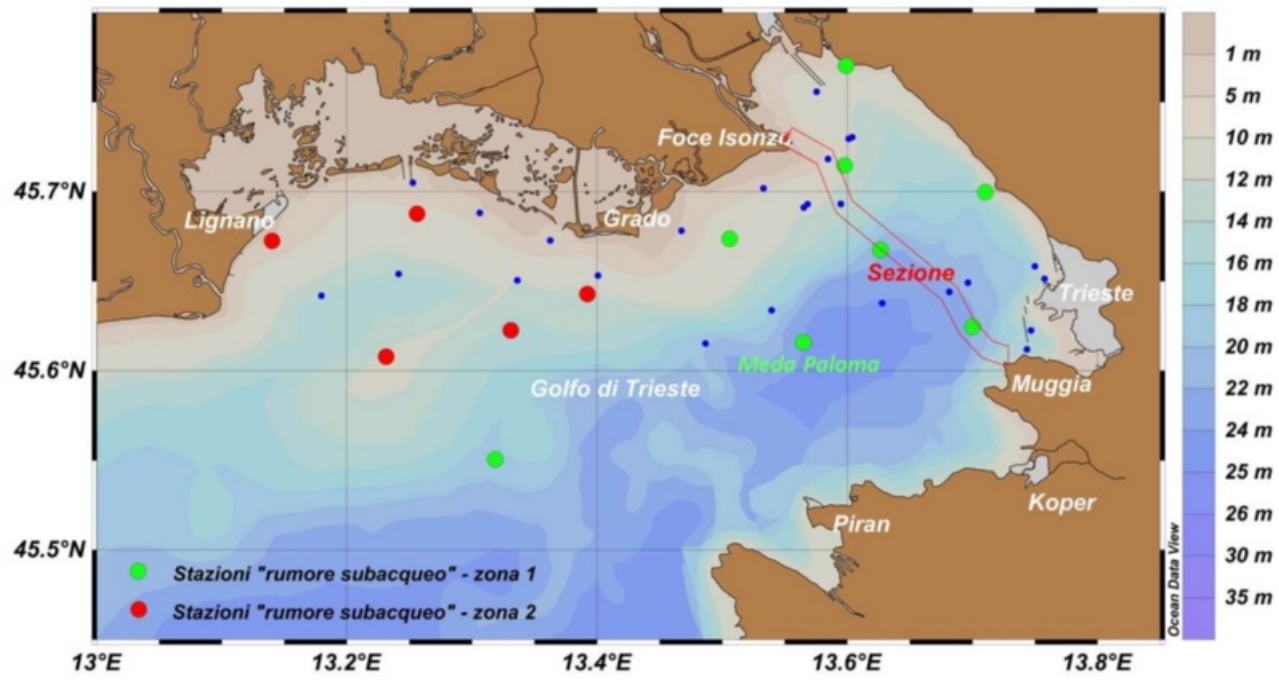 Foce Isonzo
Lignano
Grado
Sezione
Trieste
Meda Paloma
Golfo di Trieste
Muggia
Koper
Piran
Stazioni "rumore subacqueo" - zona 1
Stazioni "rumore subacqueo" - zona 2
45.7°N
45.6°N
45.5°N
13°E
13.2°E
13.4°E
13.6°E
13.8°E
1 m
5 m
10 m
12 m
14 m
16 m
18 m
20 m
22 m
24 m
25 m
26 m
30 m
35 m
Ocean Data View